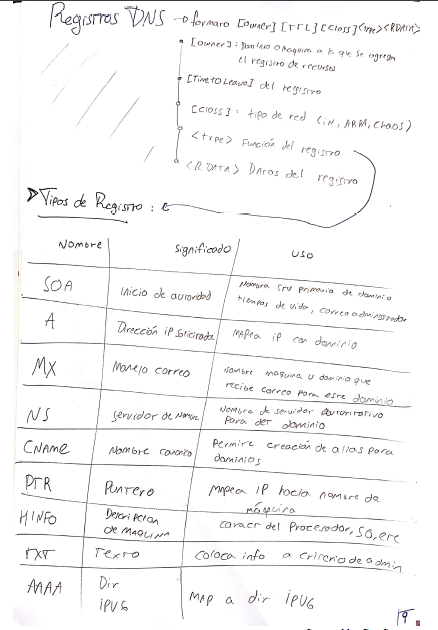 Registros DNS → formato [owner] [TTL] [Class] <type> <RDATA>
[owner]: Dominio o Maquina a lo que se agrega
el registro de recursos
[Time to Leave] del registro
[Class]: tipo de red (iN, ARPA, Chaos)
<type> Función del registro
<RDATA> Datos del registro
Tipos de Registro:
Nombre Significado USO
SOA Inicio de autoridad Nombra SRV primario de dominio
tiempos de vida, correo administrador
A Dirección iP solicitada Mapea ip con dominio
MX Manejo correo Nombre maquina u dominio que
recibe correo para este dominio
NS Servidor de Nombre Nombre de servidor autoritativo
para det dominio
CNAME Nombre canonico Permite creación de alias para
dominios
PTR Puntero Mapea IP hacia nombre de
máquina
HINFO Descripcion
de MAQUINA caract del Procesador, SO, etc
TXT Texto Coloca info a criterio de admin
AAAA Dir
iPV6 MAP a dir iPV6
9